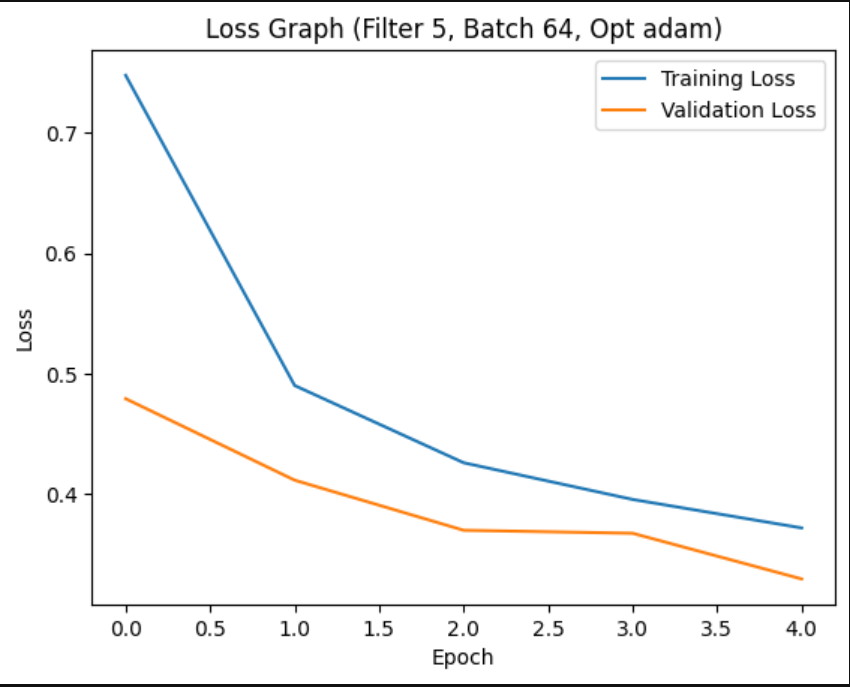 Loss Graph (Filter 5, Batch 64, Opt adam)
Training Loss
Validation Loss
0.7
0.6
0.5
0.4
Loss
0.0 0.5 1.0 1.5 2.0 2.5 3.0 3.5 4.0
Epoch